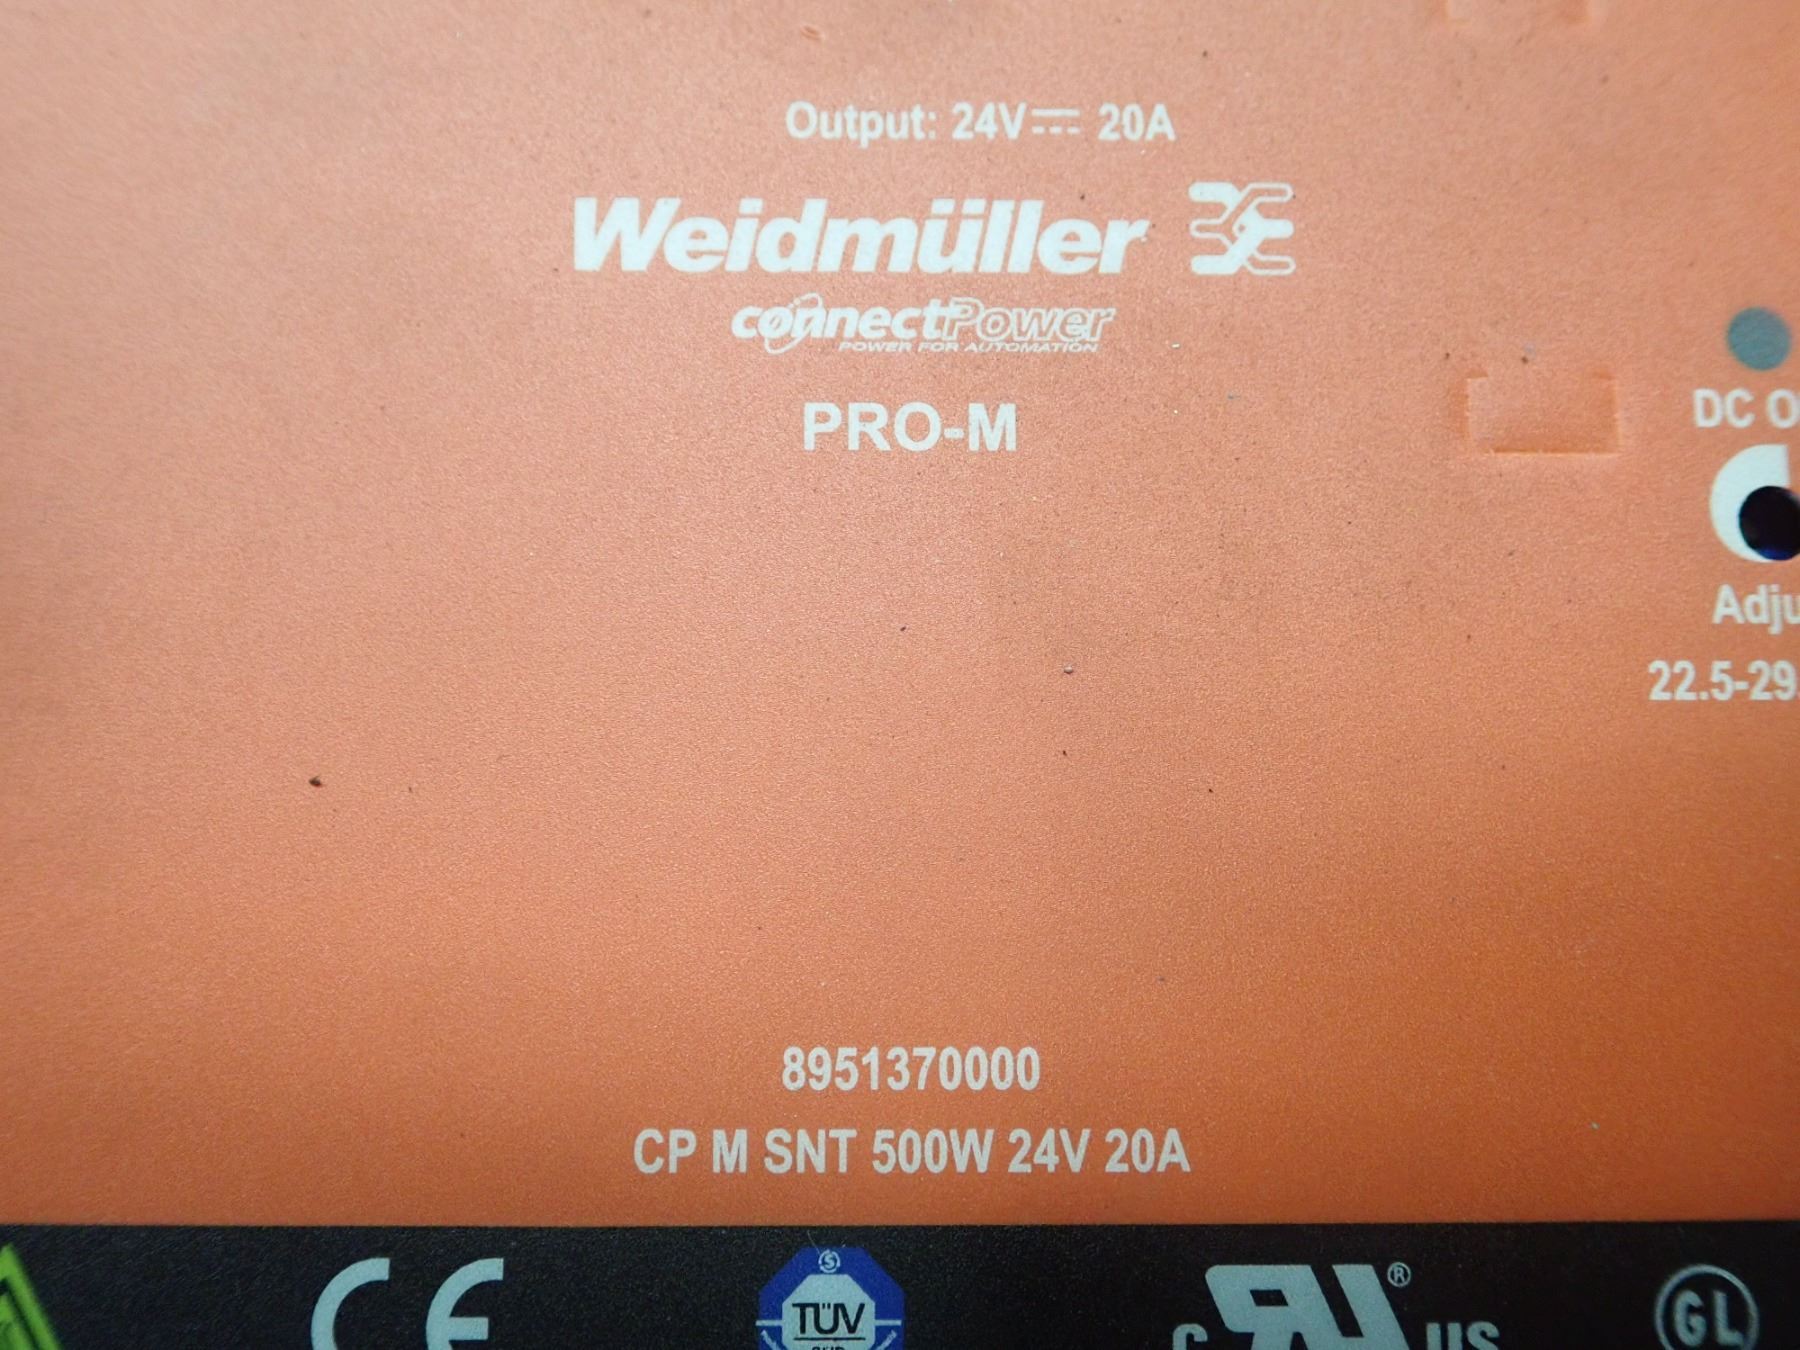 Output: 24V 20A
Weidmüller
connectPower
POWER FOR AUTOMATION
PRO-M
DC O
Adju
22.5-29.
8951370000
CP M SNT 500W 24V 20A
CE
S
TÜV
C UR ® US
GL